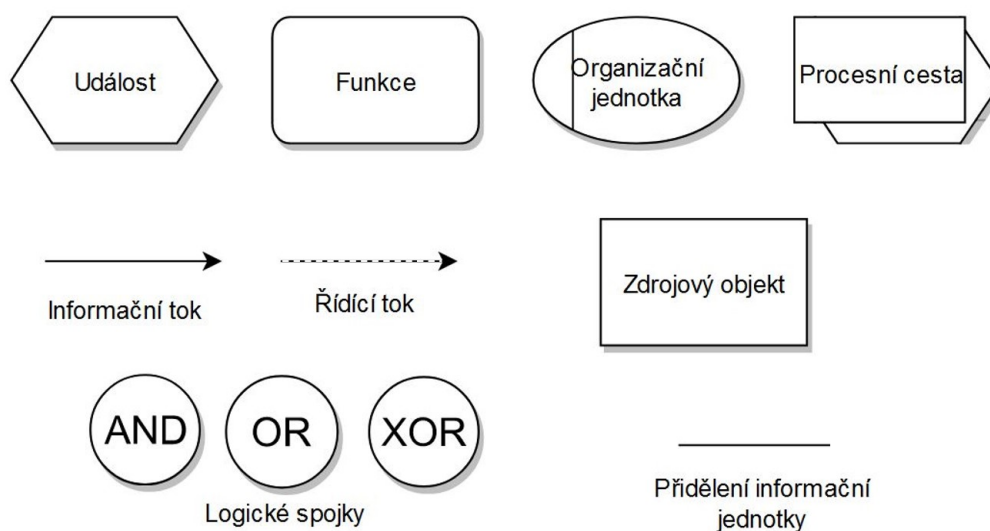 Událost
Funkce
Organizační
jednotka
Procesní cesta
Informační tok
Řídící tok
Zdrojový objekt
AND
OR
XOR
Logické spojky
Přidělení informační
jednotky